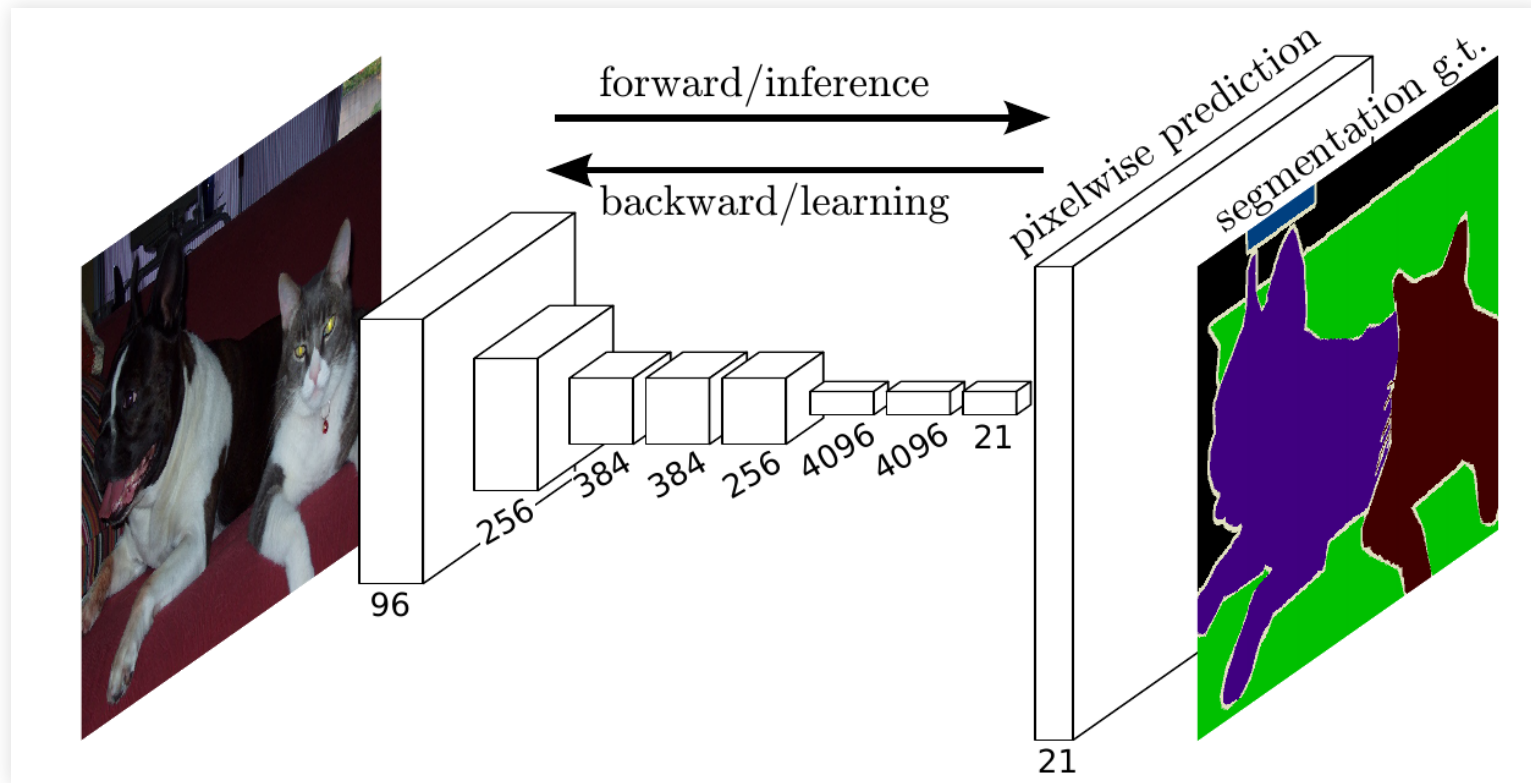 forward/inference
backward/learning
pixelwise prediction
segmentation g.t.
96
256
384
384
256
4096
4096
21
21